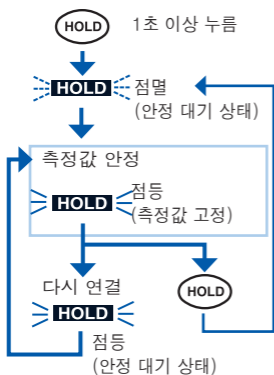 HOLD 1초 이상 누름
HOLD 점멸
(안정 대기 상태)
측정값 안정
HOLD 점등
(측정값 고정)
다시 연결
HOLD
HOLD
점등
(안정 대기 상태)